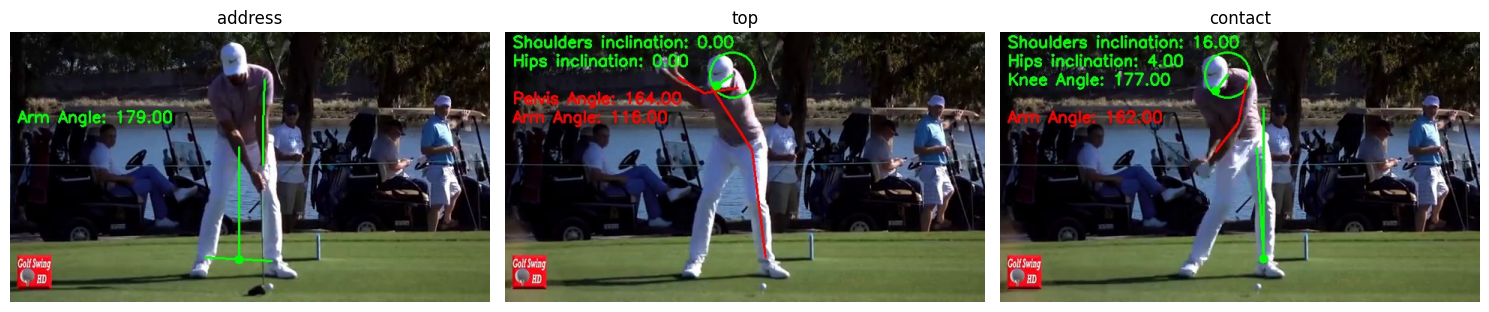 address
Arm Angle: 179.00
Golf Swing
HD
top
Shoulders inclination: 0.00
Hips inclination: 0.00
Pelvis Angle: 164.00
Arm Angle: 116.00
Golf Swing
HD
contact
Shoulders inclination: 16.00
Hips inclination: 4.00
Knee Angle: 177.00
Arm Angle: 162.00
Golf Swing
HD